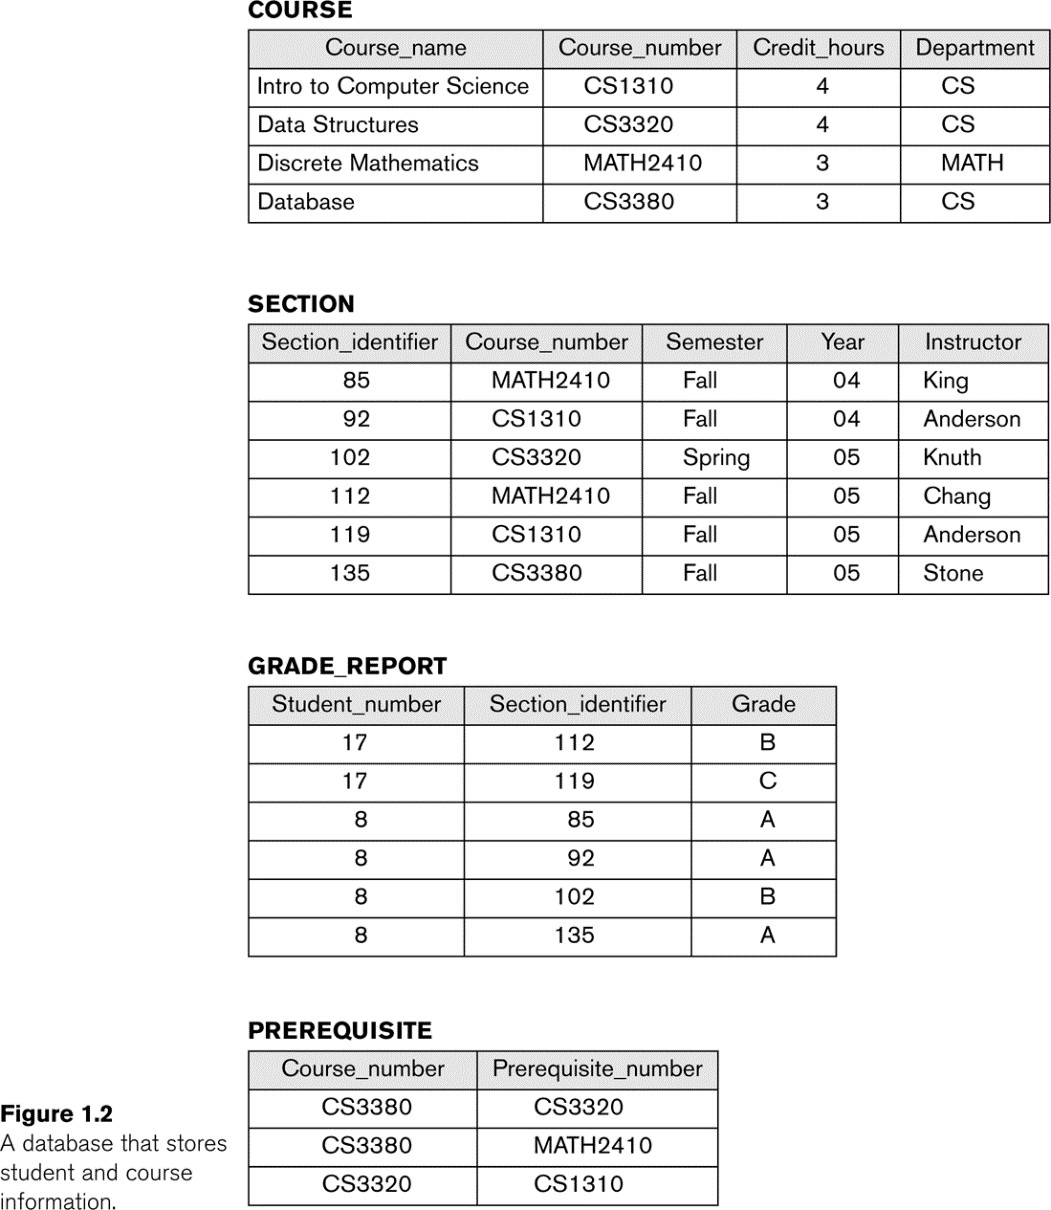 COURSE
Course_name Course_number Credit_hours Department
Intro to Computer Science CS1310 4 CS
Data Structures CS3320 4 CS
Discrete Mathematics MATH2410 3 MATH
Database CS3380 3 CS
SECTION
Section_identifier Course_number Semester Year Instructor
85 MATH2410 Fall 04 King
92 CS1310 Fall 04 Anderson
102 CS3320 Spring 05 Knuth
112 MATH2410 Fall 05 Chang
119 CS1310 Fall 05 Anderson
135 CS3380 Fall 05 Stone
GRADE_REPORT
Student_number Section_identifier Grade
17 112 B
17 119 C
8 85 A
8 92 A
8 102 B
8 135 A
PREREQUISITE
Course_number Prerequisite_number
CS3380 CS3320
CS3380 MATH2410
CS3320 CS1310
Figure 1.2
A database that stores
student and course
information.